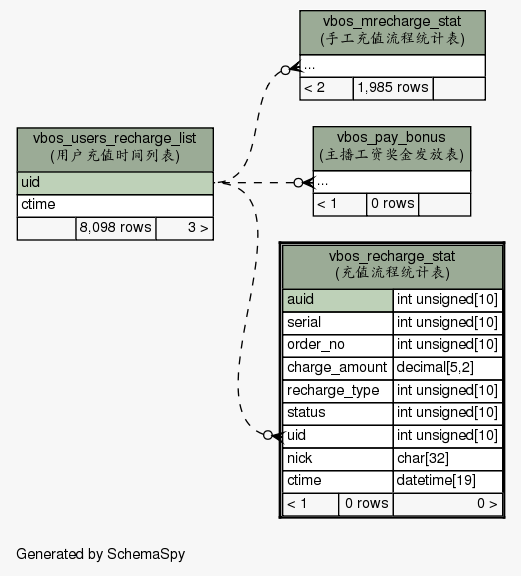 vbos_mrecharge_stat
(手工充值流程统计表)
...
< 2 1,985 rows
vbos_users_recharge_list
(用户充值时间列表)
uid
ctime
8,098 rows 3 >
vbos_pay_bonus
(主播工资奖金发放表)
...
< 1 0 rows
vbos_recharge_stat
(充值流程统计表)
auid int unsigned[10]
serial int unsigned[10]
order_no int unsigned[10]
charge_amount decimal[5,2]
recharge_type int unsigned[10]
status int unsigned[10]
uid int unsigned[10]
nick char[32]
ctime datetime[19]
< 1 0 rows 0 >
Generated by SchemaSpy